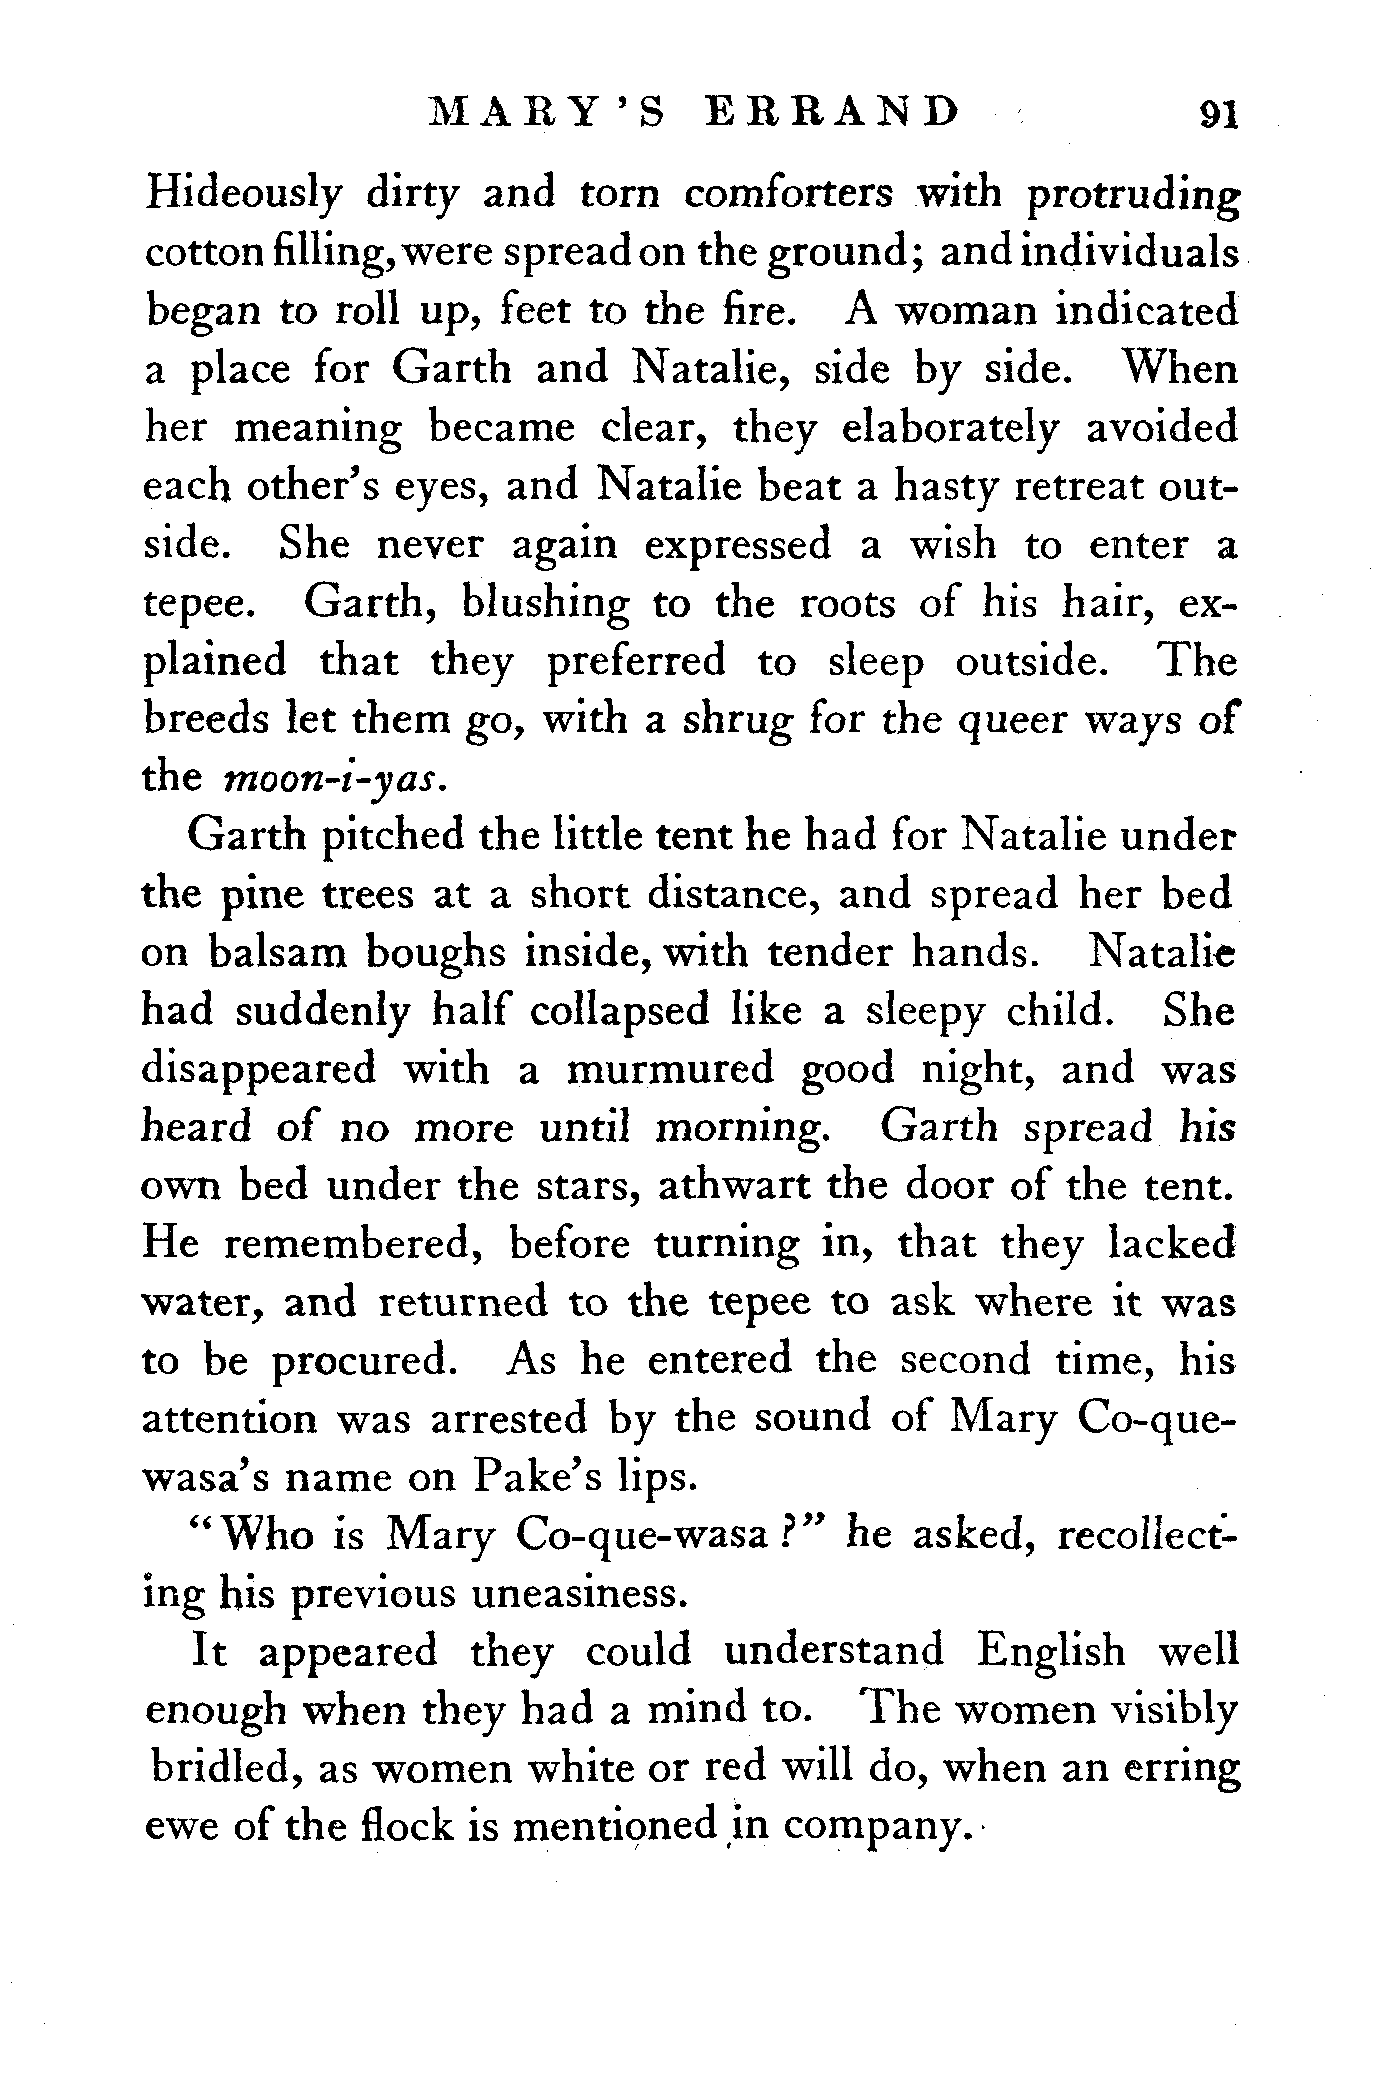 MARY'S ERRAND 91
Hideously dirty and torn comforters with protruding
cotton filling, were spread on the ground; and individuals
began to roll up, feet to the fire. A woman indicated
a place for Garth and Natalie, side by side. When
her meaning became clear, they elaborately avoided
each other's eyes, and Natalie beat a hasty retreat out-
side. She never again expressed a wish to enter a
tepee. Garth, blushing to the roots of his hair, ex-
plained that they preferred to sleep outside. The
breeds let them go, with a shrug for the queer ways of
the moon-i-yas.
Garth pitched the little tent he had for Natalie under
the pine trees at a short distance, and spread her bed
on balsam boughs inside, with tender hands. Natalie
had suddenly half collapsed like a sleepy child. She
disappeared with a murmured good night, and was
heard of no more until morning. Garth spread his
own bed under the stars, athwart the door of the tent.
He remembered, before turning in, that they lacked
water, and returned to the tepee to ask where it was
to be procured. As he entered the second time, his
attention was arrested by the sound of Mary Co-que-
wasa's name on Pake's lips.
"Who is Mary Co-que-wasa?" he asked, recollect-
ing his previous uneasiness.
It appeared they could understand English well
enough when they had a mind to. The women visibly
bridled, as women white or red will do, when an erring
ewe of the flock is mentioned in company.